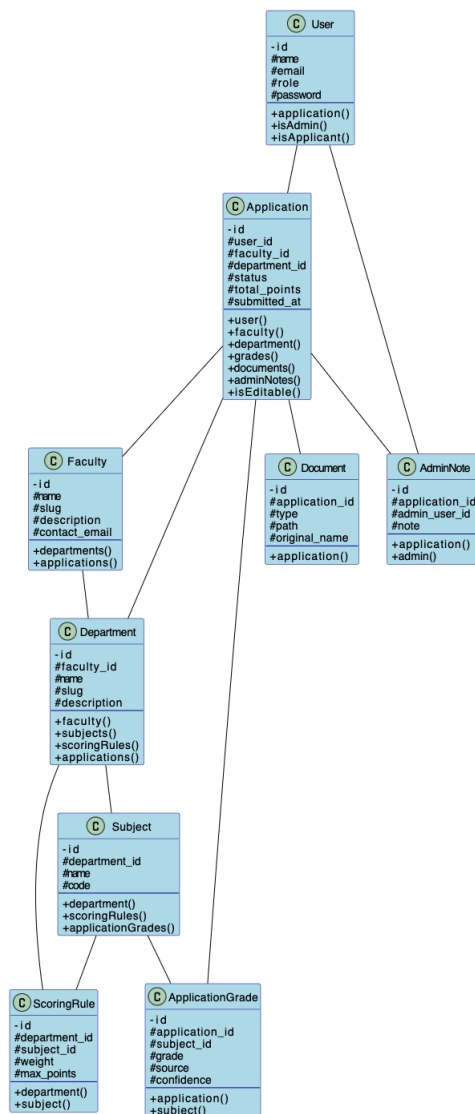 C User
-id
#name
#email
#role
#password
+application()
+isAdmin()
+isApplicant()
C Application
-id
#user_id
#faculty_id
#department_id
#status
#total_points
#submitted_at
+user()
+faculty()
+department()
+grades()
+documents()
+adminNotes()
+isEditable()
C Faculty
-id
#name
#slug
#description
#contact_email
+departments()
+applications()
C Document
-id
#application_id
#type
#path
#original_name
+application()
C AdminNote
-id
#application_id
#admin_user_id
#note
+application()
+admin()
C Department
-id
#faculty_id
#name
#slug
#description
+faculty()
+subjects()
+scoringRules()
+applications()
C Subject
-id
#department_id
#name
#code
+department()
+scoringRules()
+applicationGrades()
C ScoringRule
-id
#department_id
#subject_id
#weight
#max_points
+department()
+subject()
C ApplicationGrade
-id
#application_id
#subject_id
#grade
#source
#confidence
+application()
+subject()